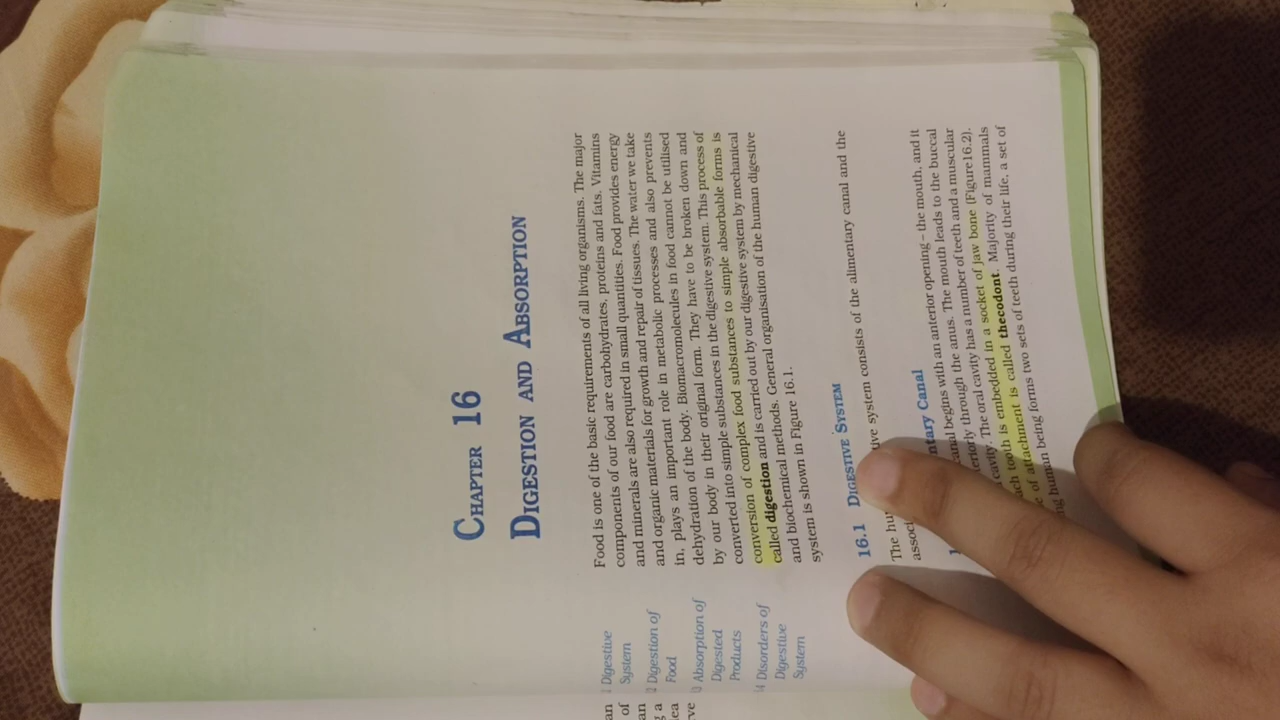 CHAPTER 16
DIGESTION AND ABSORPTION
Digestive
System
Digestion of
Food
Absorption of
Digested
Products
Disorders of
Digestive
System
Food is one of the basic requirements of all living organisms. The major
components of our food are carbohydrates, proteins and fats. Vitamins
and minerals are also required in small quantities. Food provides energy
and organic materials for growth and repair of tissues. The water we take
in, plays an important role in metabolic processes and also prevents
dehydration of the body. Biomacromolecules in food cannot be utilised
by our body in their original form. They have to be broken down and
converted into simple substances in the digestive system. This process of
conversion of complex food substances to simple absorbable forms is
called digestion and is carried out by our digestive system by mechanical
and biochemical methods. General organisation of the human digestive
system is shown in Figure 16.1.
16.1 DIGESTIVE SYSTEM
The system consists of the alimentary canal and the
Canal
canal begins with an anterior opening – the mouth, and it
through the anus. The mouth leads to the buccal
cavity. The oral cavity has a number of teeth and a muscular
(Figure 16.2).
tooth is embedded in a socket of jaw bone
of attachment is called thecodont. Majority of mammals
human being forms two sets of teeth during their life, a set of
an
of
an
a